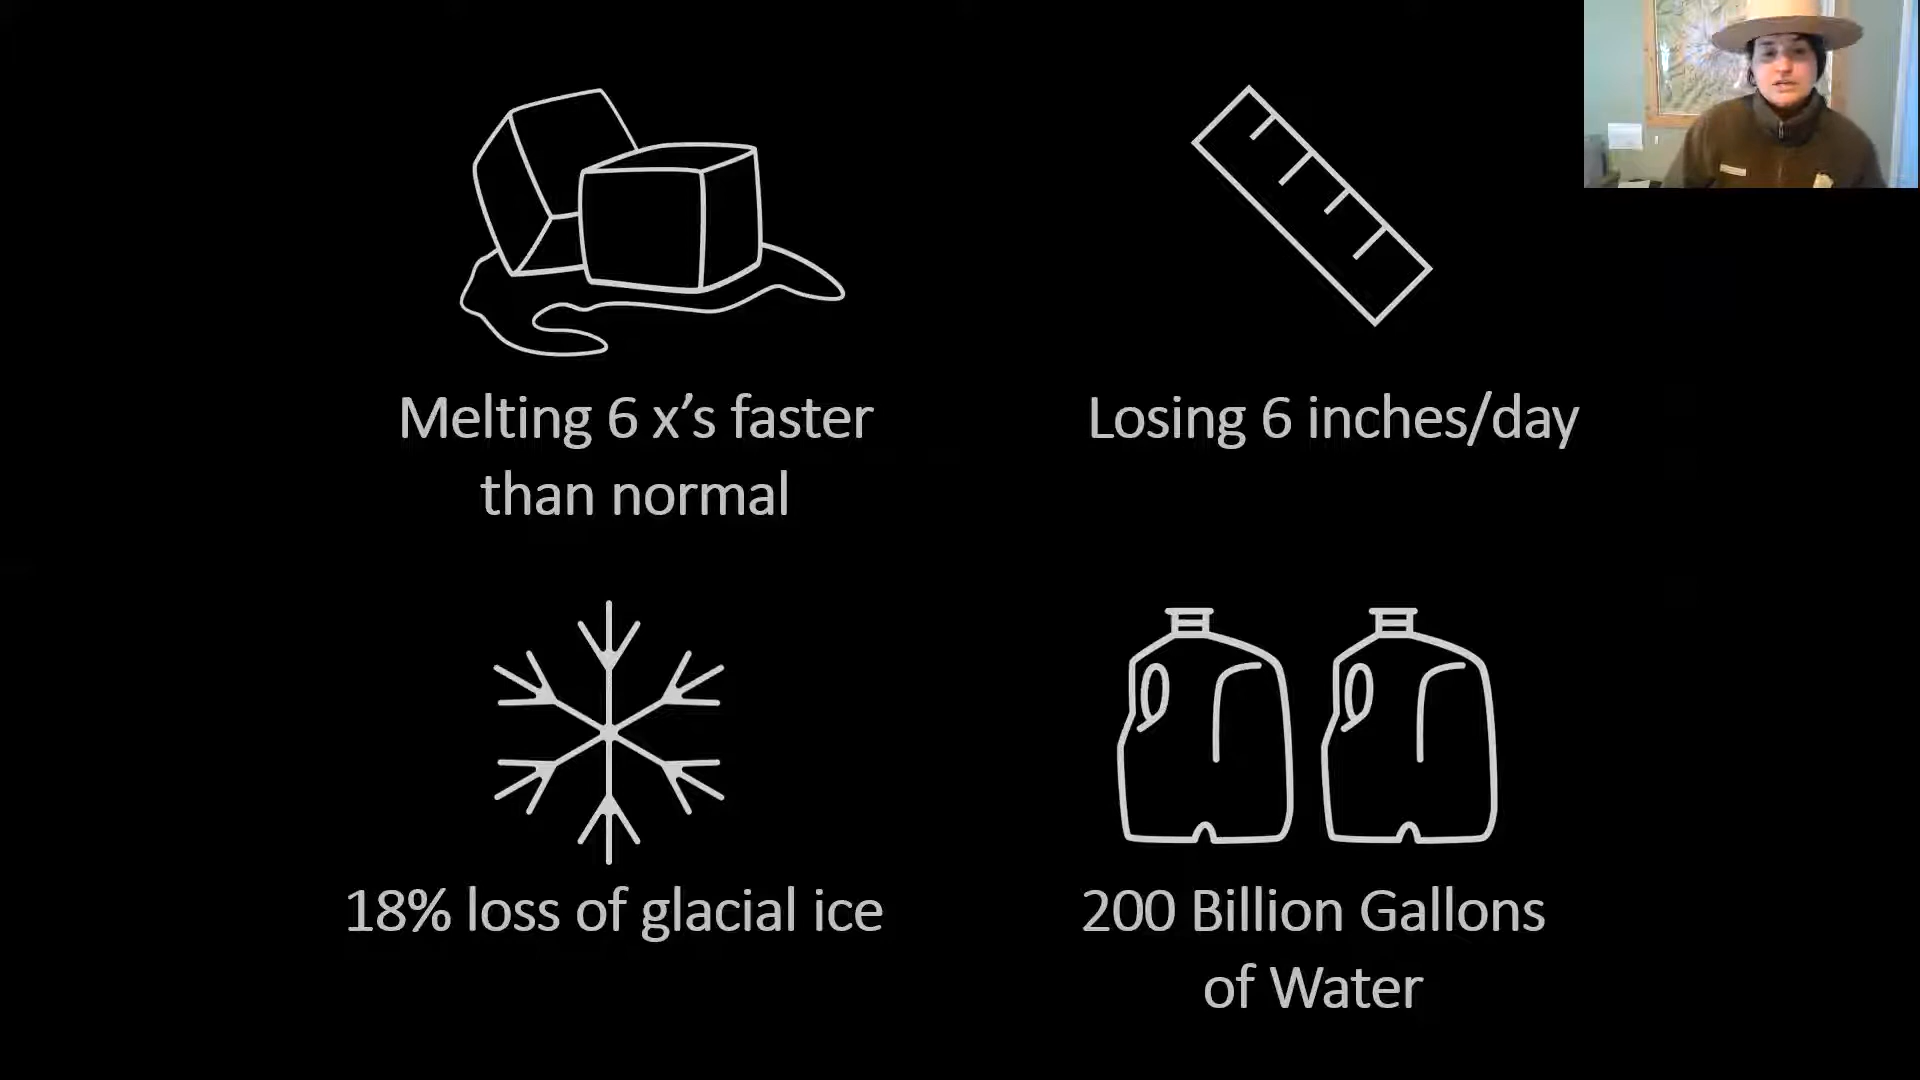 Melting 6 x’s faster
than normal
Losing 6 inches/day
18% loss of glacial ice
200 Billion Gallons
of Water